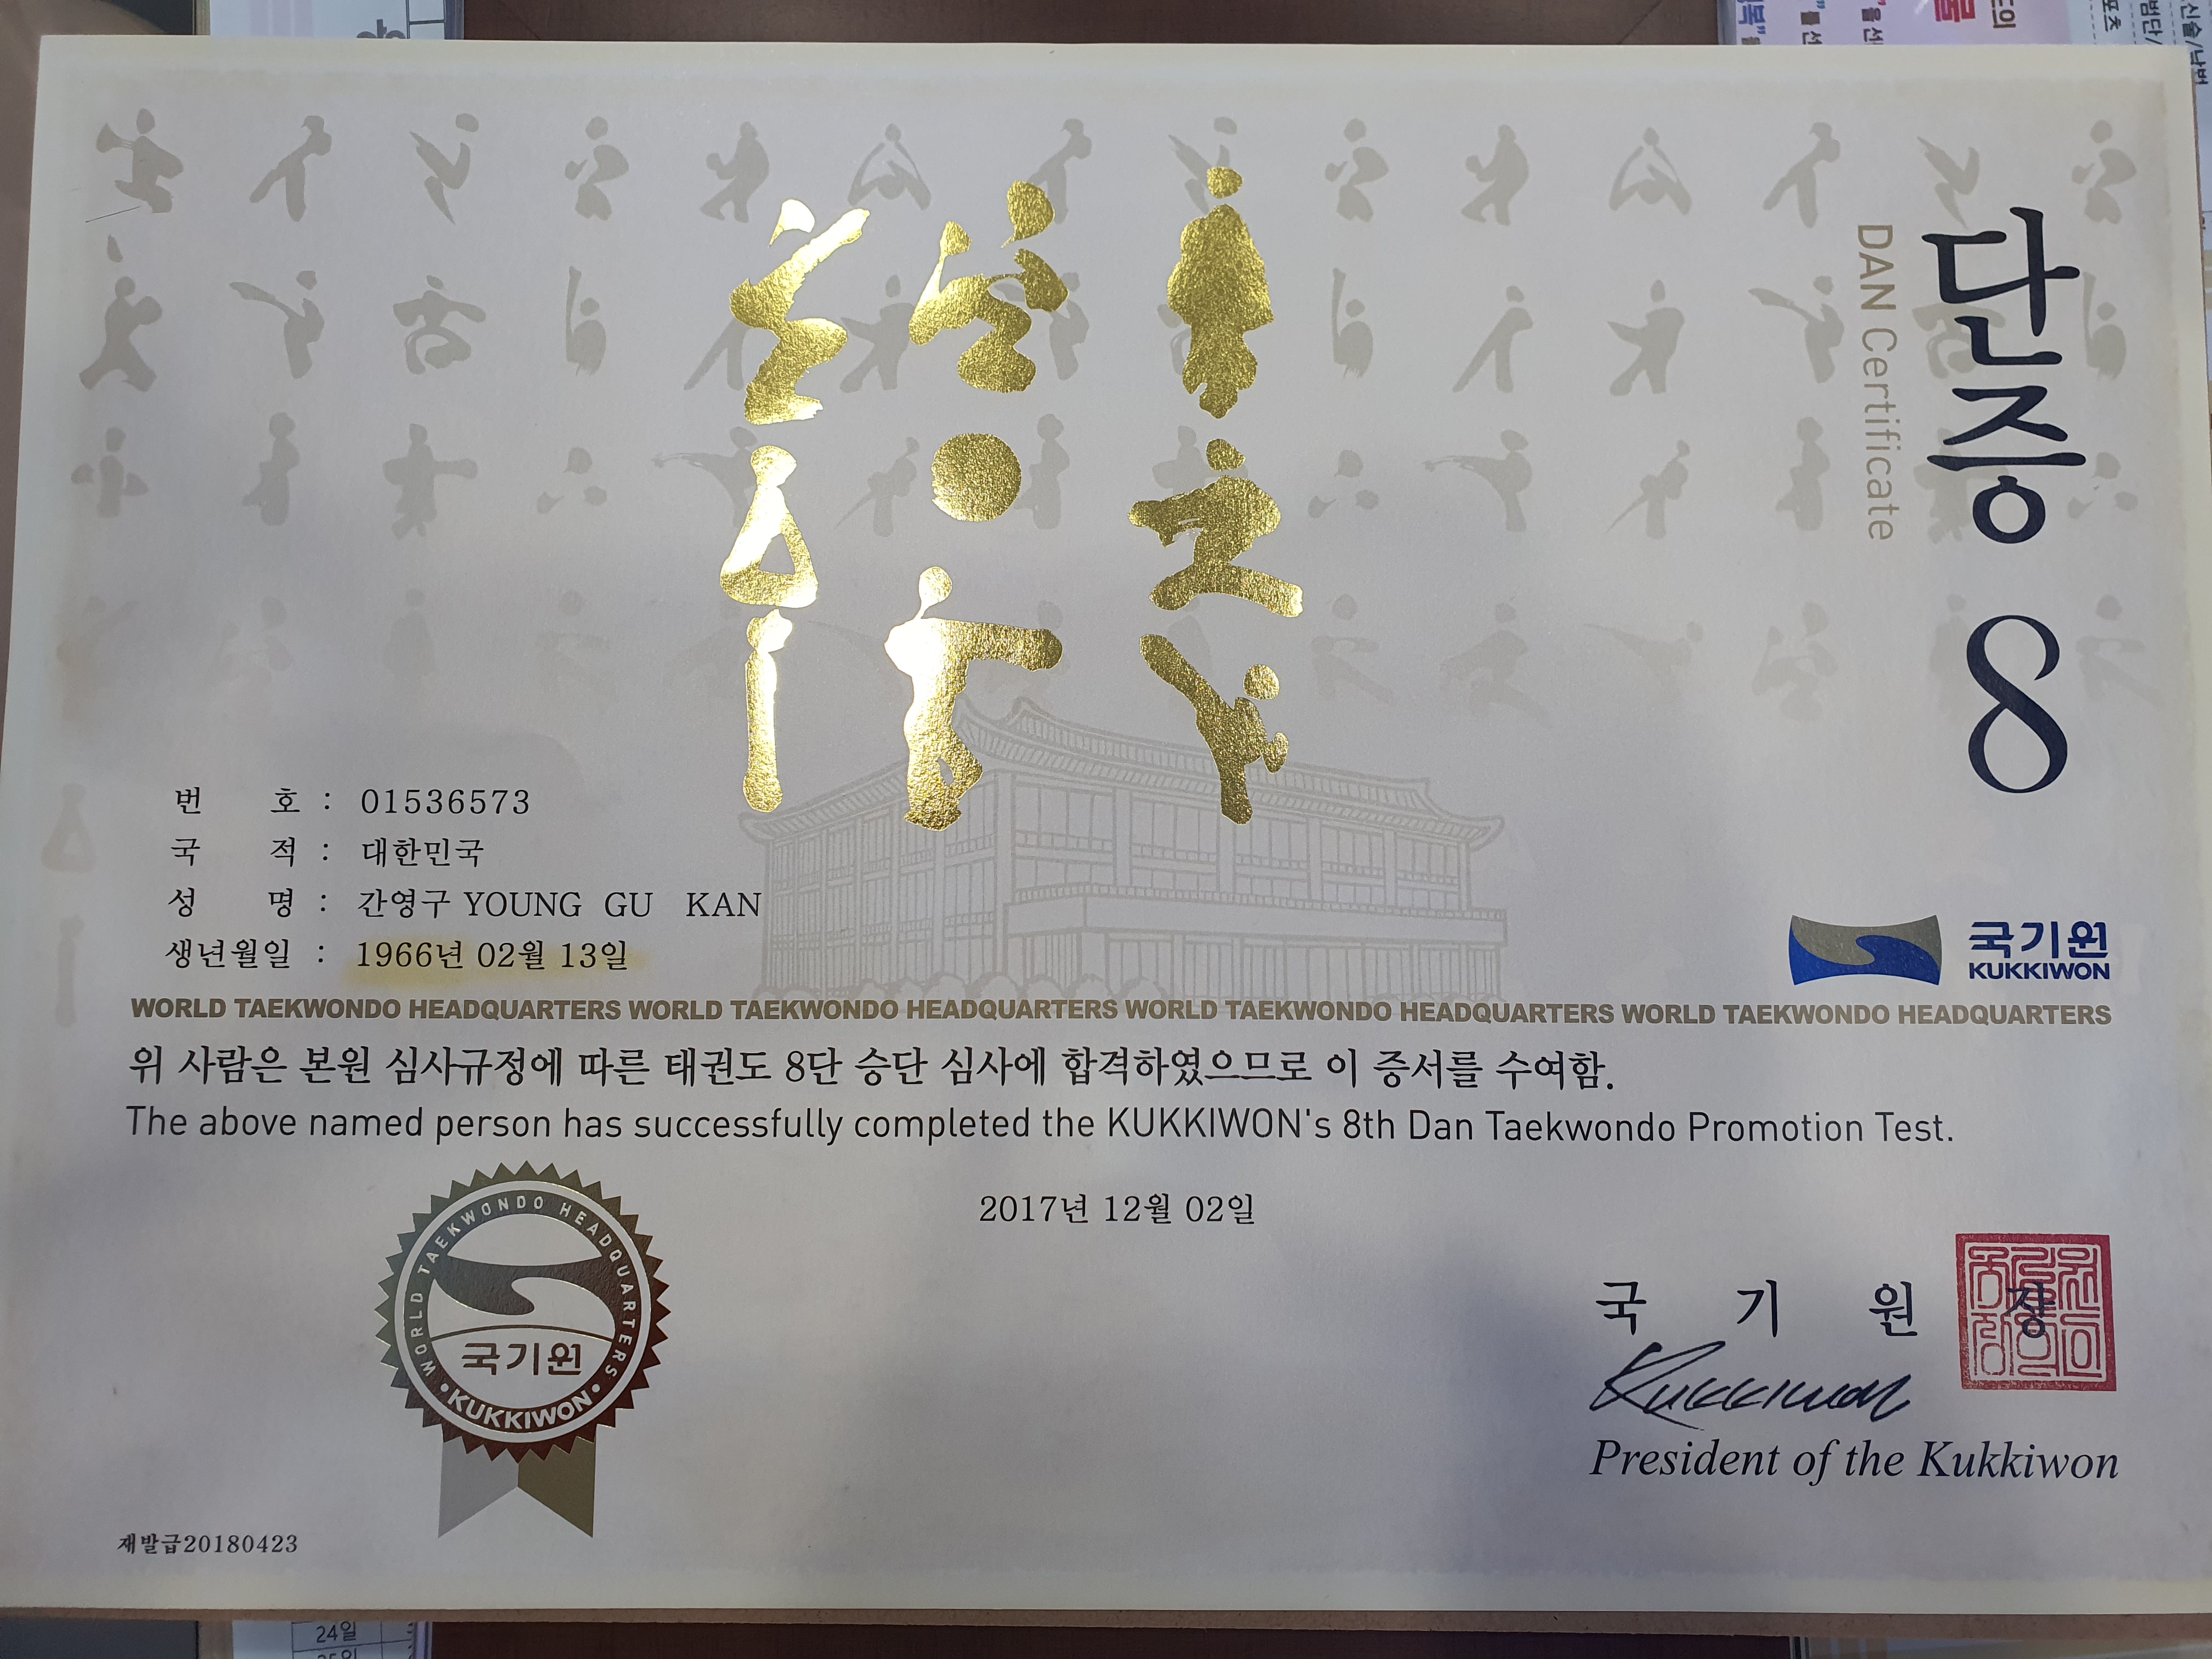 단증 8
DAN Certificate
번 호 : 01536573
국 적 : 대한민국
성 명 : 간영구 YOUNG GU KAN
생년월일 : 1966년 02월 13일
국기원
KUKKIWON
WORLD TAEKWONDO HEADQUARTERS WORLD TAEKWONDO HEADQUARTERS WORLD TAEKWONDO HEADQUARTERS WORLD TAEKWONDO HEADQUARTERS
위 사람은 본원 심사규정에 따른 태권도 8단 승단 심사에 합격하였으므로 이 증서를 수여함.
The above named person has successfully completed the KUKKIWON's 8th Dan Taekwondo Promotion Test.
2017년 12월 02일
WORLD TAEKWONDO HEADQUARTERS
국기원
KUKKIWON
국 기 원 장
Kukkiwon
President of the Kukkiwon
재발급20180423
24일